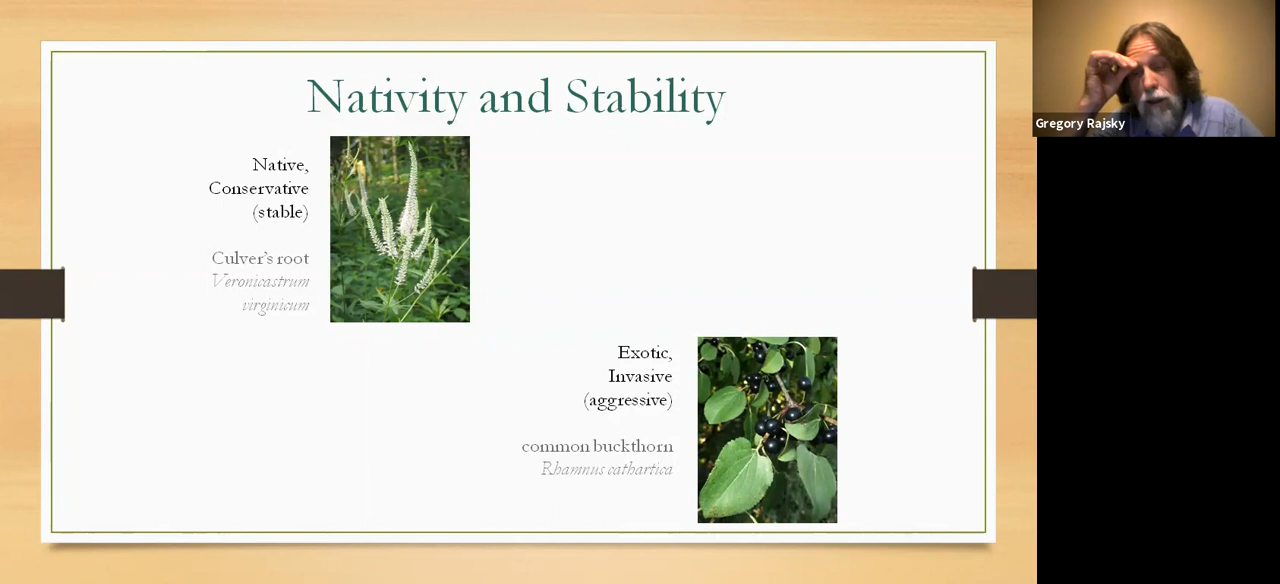 Nativity and Stability
Native,
Conservative
(stable)
Culver's root
Veronicastrum
virginicum
Exotic,
Invasive
(aggressive)
common buckthorn
Rhamnus cathartica
Gregory Rajsky